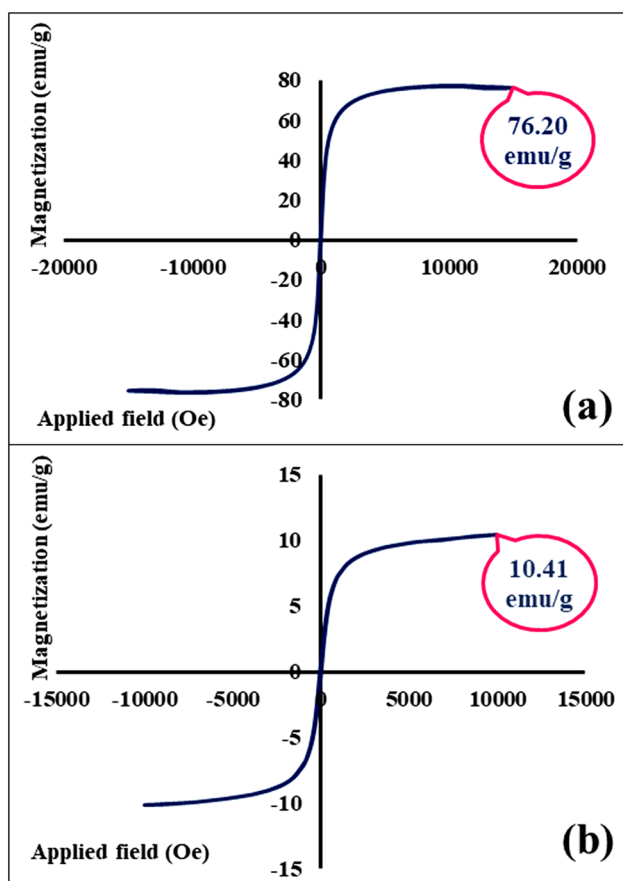 Magnetization (emu/g)
80
60
40
20
0
-20
-40
-60
-80
-20000 -10000 0 10000 20000
76.20
emu/g
Applied field (Oe)
(a)
Magnetization (emu/g)
15
10
5
0
-5
-10
-15
-15000 -10000 -5000 0 5000 10000 15000
10.41
emu/g
Applied field (Oe)
(b)